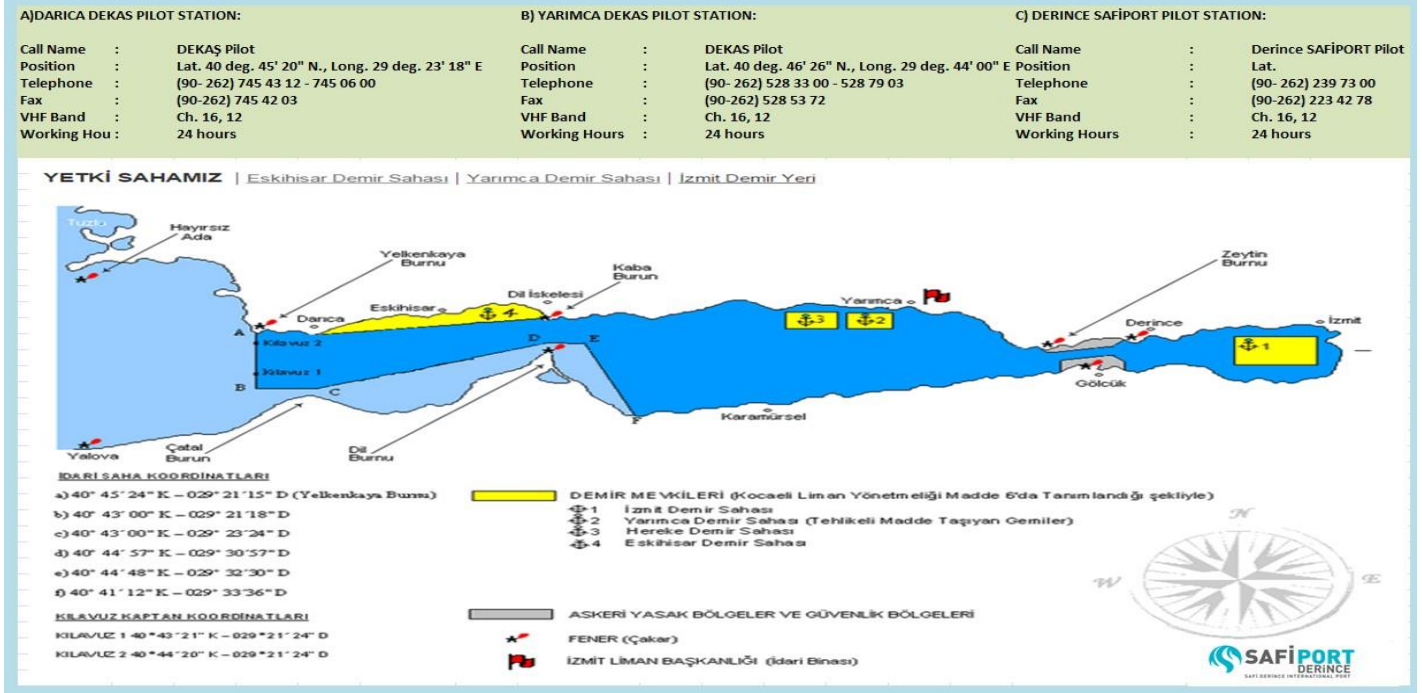 A)DARICA DEKAS PILOT STATION:
Call Name : DEKAŞ Pilot
Position : Lat. 40 deg. 45' 20" N., Long. 29 deg. 23' 18" E
Telephone : (90- 262) 745 43 12 - 745 06 00
Fax : (90-262) 745 42 03
VHF Band : Ch. 16, 12
Working Hou : 24 hours
B) YARIMCA DEKAS PILOT STATION:
Call Name : DEKAS Pilot
Position : Lat. 40 deg. 46' 26" N., Long. 29 deg. 44' 00" E
Telephone : (90- 262) 528 33 00 - 528 79 03
Fax : (90-262) 528 53 72
VHF Band : Ch. 16, 12
Working Hours : 24 hours
C) DERINCE SAFİPORT PILOT STATION:
Call Name : Derince SAFİPORT Pilot
Position : Lat.
Telephone : (90- 262) 239 73 00
Fax : (90-262) 223 42 78
VHF Band : Ch. 16, 12
Working Hours : 24 hours
YETKİ SAHAMIZ | Eskihisar Demir Sahası | Yarımca Demir Sahası | İzmit Demir Yeri
Tuzla
Hayırsız
Ada
Yelkenkaya
Burnu
Kaba
Burun
Zeytin
Burnu
Eskihisar
Dil İskelesi
Yarımca
Darıca
4
3
2
Derince
İzmit
A
Kılavuz 2
D
E
1
Kılavuz 1
B
C
Gölcük
F
Karamürsel
Yalova
Çatal
Burun
Dil
Burnu
İDARİ SAHA KOORDİNATLARI
a) 40° 45´24" K – 029° 21´15" D (Yelkenkaya Burnu)
b) 40° 43´00" K – 029° 21´18" D
c) 40° 43´00" K – 029° 23´24" D
d) 40° 44´57" K – 029° 30´57" D
e) 40° 44´48" K – 029° 32´30" D
f) 40° 41´12" K – 029° 33´36" D
KILAVUZ KAPTAN KOORDİNATLARI
KILAVUZ 1 40°43´21" K – 029°21´24" D
KILAVUZ 2 40°44´20" K – 029°21´24" D
DEMİR MEVKİLERİ (Kocaeli Liman Yönetmeliği Madde 6'da Tanımlandığı şekliyle)
1 İzmit Demir Sahası
2 Yarımca Demir Sahası (Tehlikeli Madde Taşıyan Gemiler)
3 Hereke Demir Sahası
4 Eskihisar Demir Sahası
ASKERİ YASAK BÖLGELER VE GÜVENLİK BÖLGELERİ
FENER (Çakar)
İZMİT LİMAN BAŞKANLIĞI (İdari Binası)
N
W
E
SAFİPORT
DERINCE
SAFI DERINCE INTERNATIONAL PORT